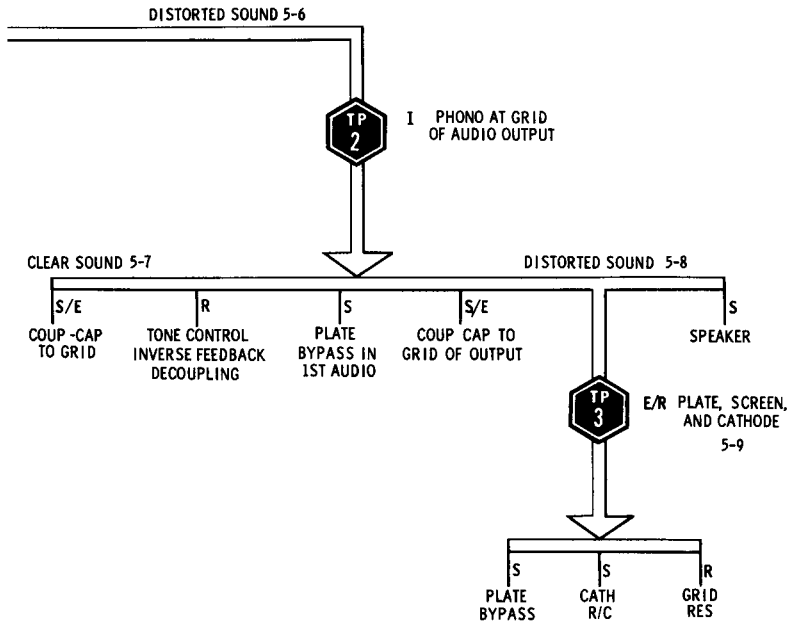 DISTORTED SOUND 5-6
TP
2
I PHONO AT GRID
OF AUDIO OUTPUT
CLEAR SOUND 5-7
DISTORTED SOUND 5-8
S/E
COUP-CAP
TO GRID
R
TONE CONTROL
INVERSE FEEDBACK
DECOUPLING
S
PLATE
BYPASS IN
1ST AUDIO
S/E
COUP CAP TO
GRID OF OUTPUT
S
SPEAKER
TP
3
E/R PLATE, SCREEN,
AND CATHODE
5-9
S
PLATE
BYPASS
S
CATH
R/C
R
GRID
RES